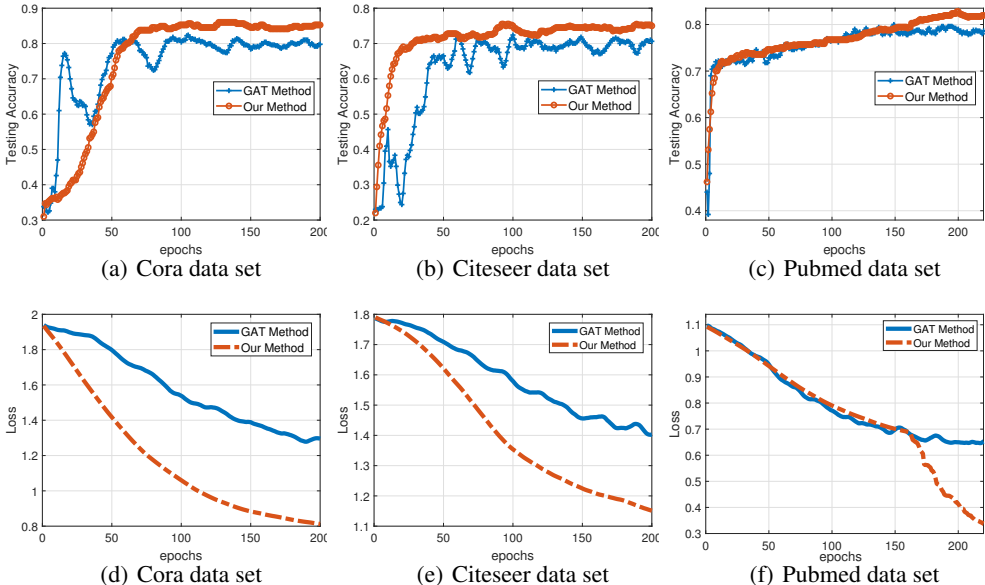 0.9
0.8
0.7
0.6
0.5
0.4
0.3
Testing Accuracy
GAT Method
Our Method
0 50 100 150 200
epochs
(a) Cora data set
0.8
0.7
0.6
0.5
0.4
0.3
0.2
Testing Accuracy
GAT Method
Our Method
0 50 100 150 200
epochs
(b) Citeseer data set
0.8
0.7
0.6
0.5
0.4
Testing Accuracy
GAT Method
Our Method
0 50 100 150 200
epochs
(c) Pubmed data set
2
1.8
1.6
1.4
1.2
1
0.8
Loss
GAT Method
Our Method
0 50 100 150 200
epochs
(d) Cora data set
1.8
1.7
1.6
1.5
1.4
1.3
1.2
1.1
Loss
GAT Method
Our Method
0 50 100 150 200
epochs
(e) Citeseer data set
1.1
1.0
0.9
0.8
0.7
0.6
0.5
0.4
0.3
Loss
GAT Method
Our Method
0 50 100 150 200
epochs
(f) Pubmed data set